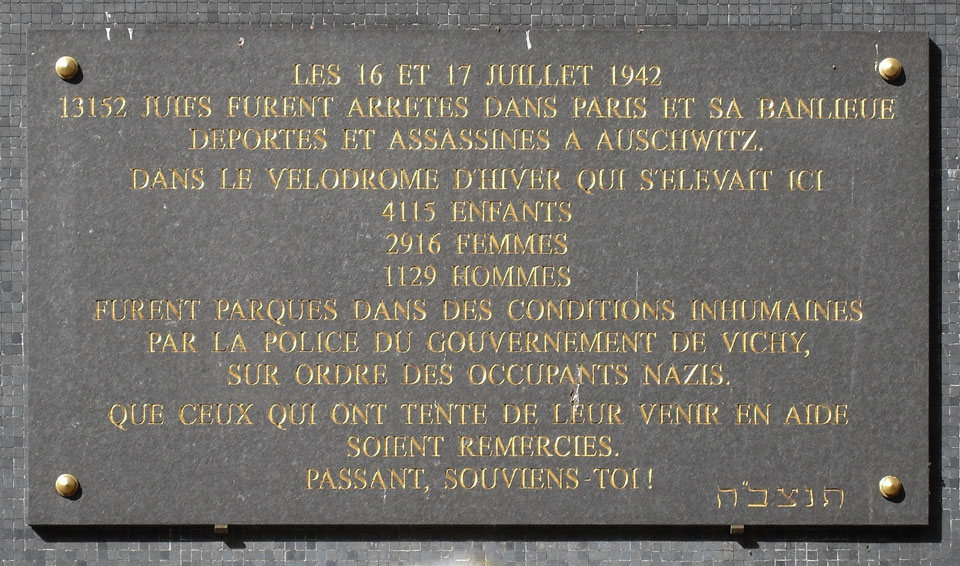 LES 16 ET 17 JUILLET 1942
13152 JUIFS FURENT ARRETES DANS PARIS ET SA BANLIEUE
DEPORTES ET ASSASSINES A AUSCHWITZ.
DANS LE VELODROME D'HIVER QUI S'ELEVAIT ICI
4115 ENFANTS
2916 FEMMES
1129 HOMMES
FURENT PARQUES DANS DES CONDITIONS INHUMAINES
PAR LA POLICE DU GOUVERNEMENT DE VICHY,
SUR ORDRE DES OCCUPANTS NAZIS.
QUE CEUX QUI ONT TENTE DE LEUR VENIR EN AIDE
SOIENT REMERCIES.
PASSANT, SOUVIENS-TOI !
תנצב״ה